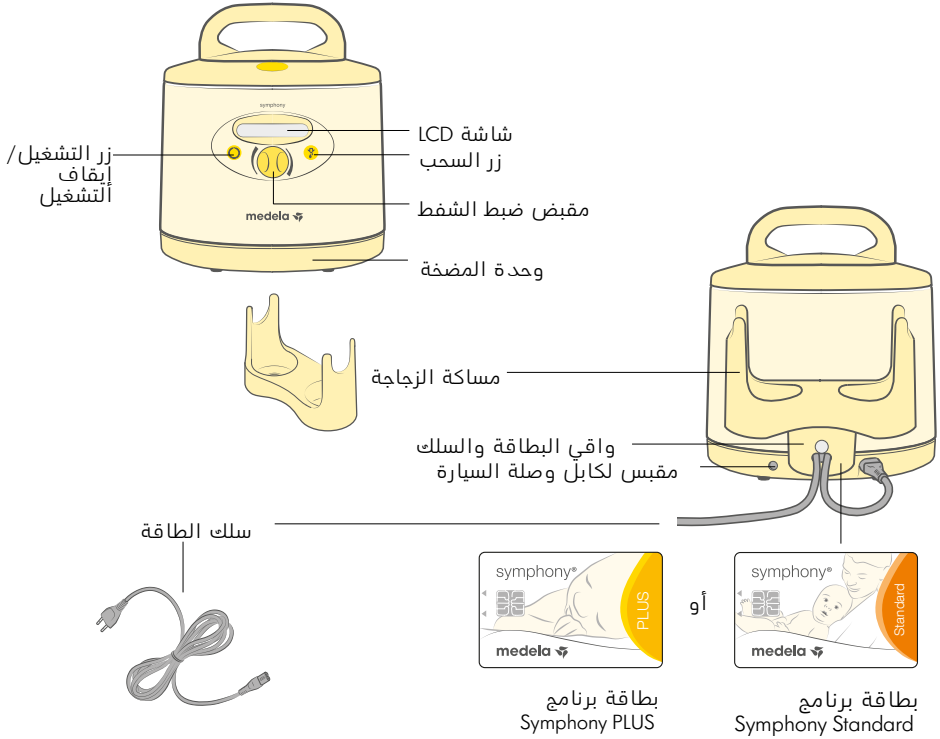 symphony
شاشة LCD
زر السحب
زر التشغيل/
إيقاف
التشغيل
مقبض ضبط الشفط
medela
وحدة المضخة
مساكة الزجاجة
واقي البطاقة والسلك
مقبس لكابل وصلة السيارة
سلك الطاقة
symphony®
PLUS
medela
أو
symphony®
Standard
medela
بطاقة برنامج
Symphony PLUS
بطاقة برنامج
Symphony Standard